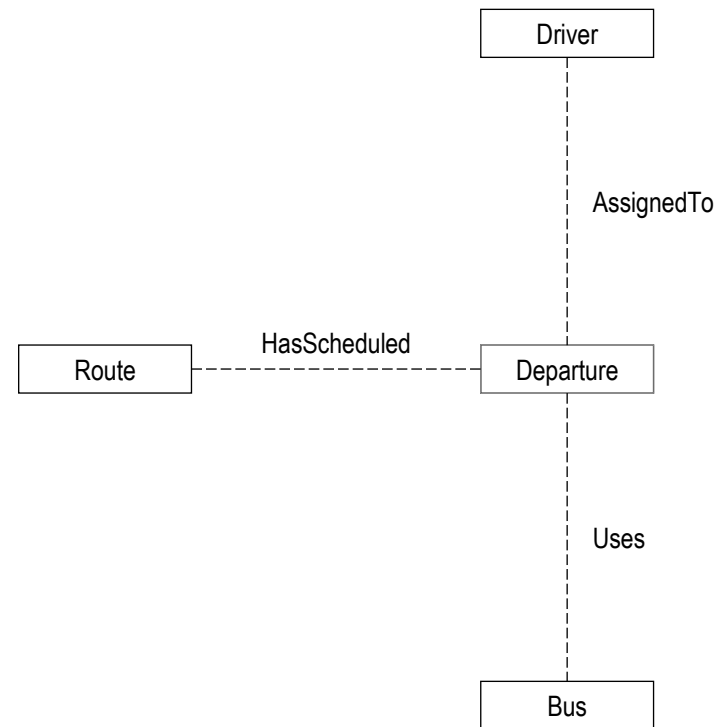 Driver
AssignedTo
HasScheduled
Route
Departure
Uses
Bus